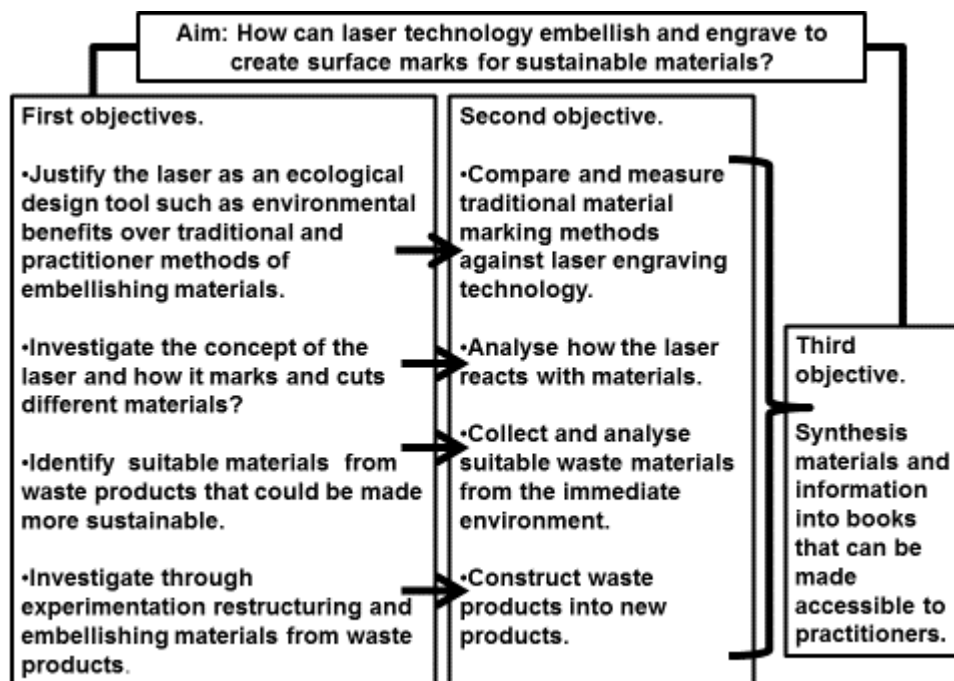 Aim: How can laser technology embellish and engrave to
create surface marks for sustainable materials?
First objectives.
•Justify the laser as an ecological
design tool such as environmental
benefits over traditional and
practitioner methods of
embellishing materials.
•Investigate the concept of the
laser and how it marks and cuts
different materials?
•Identify suitable materials from
waste products that could be made
more sustainable.
•Investigate through
experimentation restructuring and
embellishing materials from waste
products.
Second objective.
•Compare and measure
traditional material
marking methods
against laser engraving
technology.
•Analyse how the laser
reacts with materials.
•Collect and analyse
suitable waste materials
from the immediate
environment.
•Construct waste
products into new
products.
Third
objective.
Synthesis
materials and
information
into books
that can be
made
accessible to
practitioners.